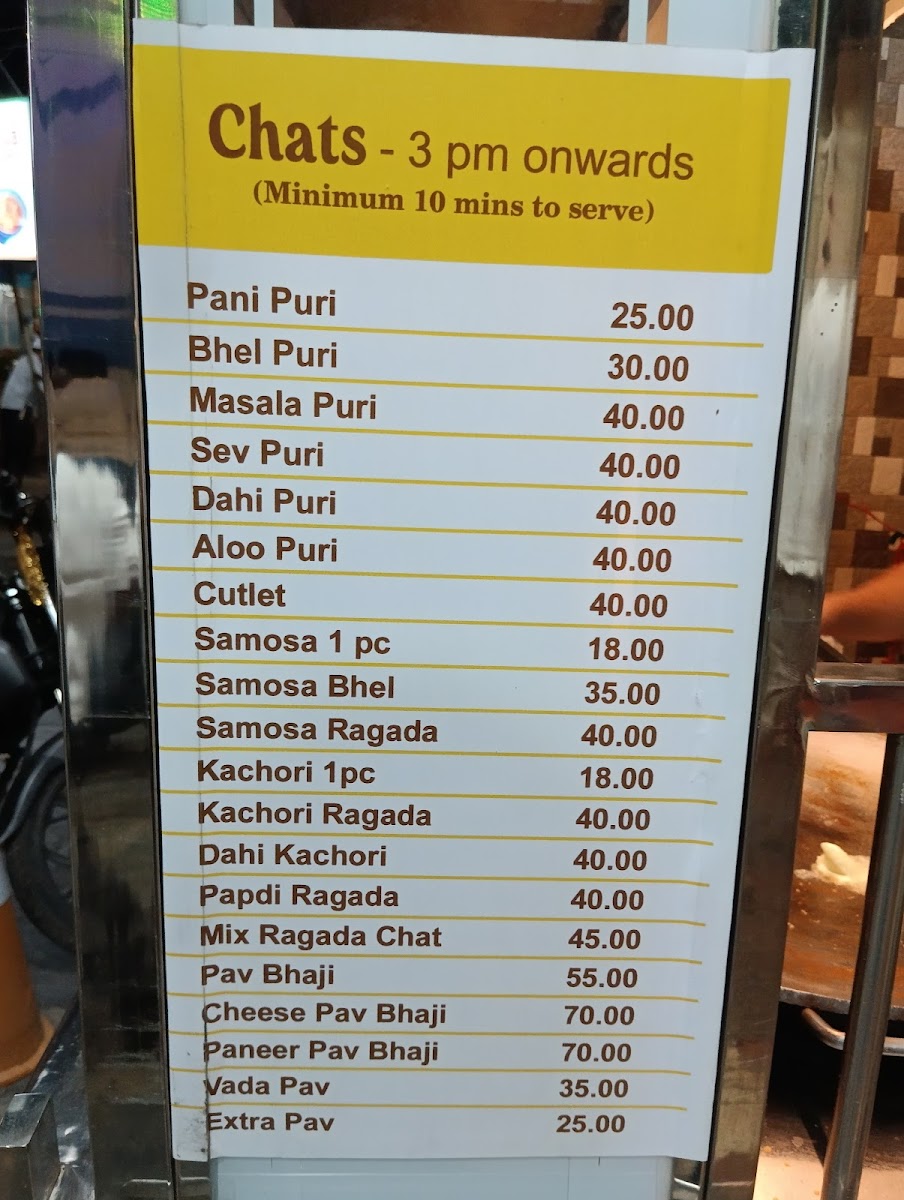 Chats - 3 pm onwards
(Minimum 10 mins to serve)
Pani Puri 25.00
Bhel Puri 30.00
Masala Puri 40.00
Sev Puri 40.00
Dahi Puri 40.00
Aloo Puri 40.00
Cutlet 40.00
Samosa 1 pc 18.00
Samosa Bhel 35.00
Samosa Ragada 40.00
Kachori 1pc 18.00
Kachori Ragada 40.00
Dahi Kachori 40.00
Papdi Ragada 40.00
Mix Ragada Chat 45.00
Pav Bhaji 55.00
Cheese Pav Bhaji 70.00
Paneer Pav Bhaji 70.00
Vada Pav 35.00
Extra Pav 25.00